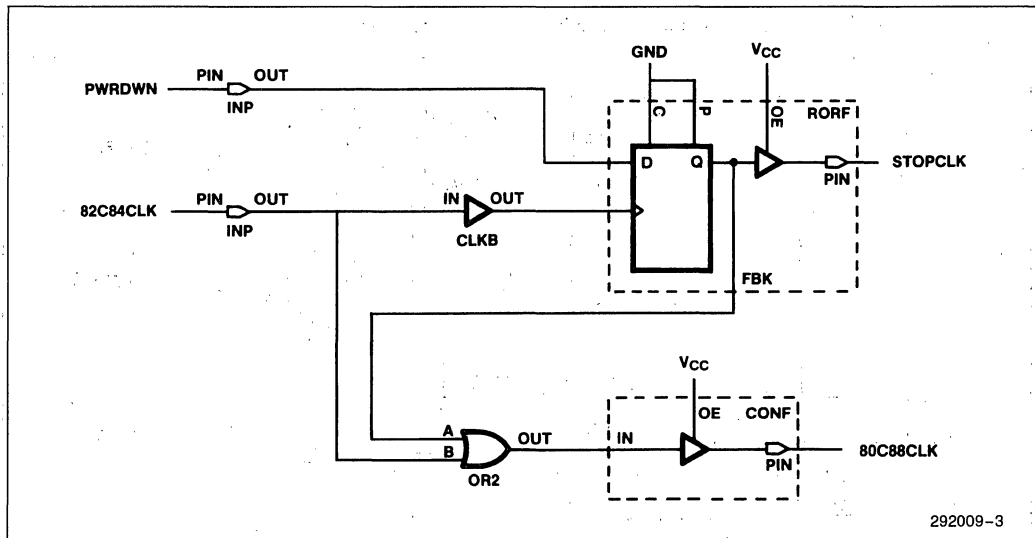 GND
VCC
PWRDWN
PIN
OUT
INP
C
P
OE
RORF
D
Q
STOPCLK
PIN
82C84CLK
PIN
OUT
INP
IN
OUT
CLKB
FBK
VCC
OE
CONF
A
B
OUT
OR2
IN
PIN
80C88CLK
292009-3